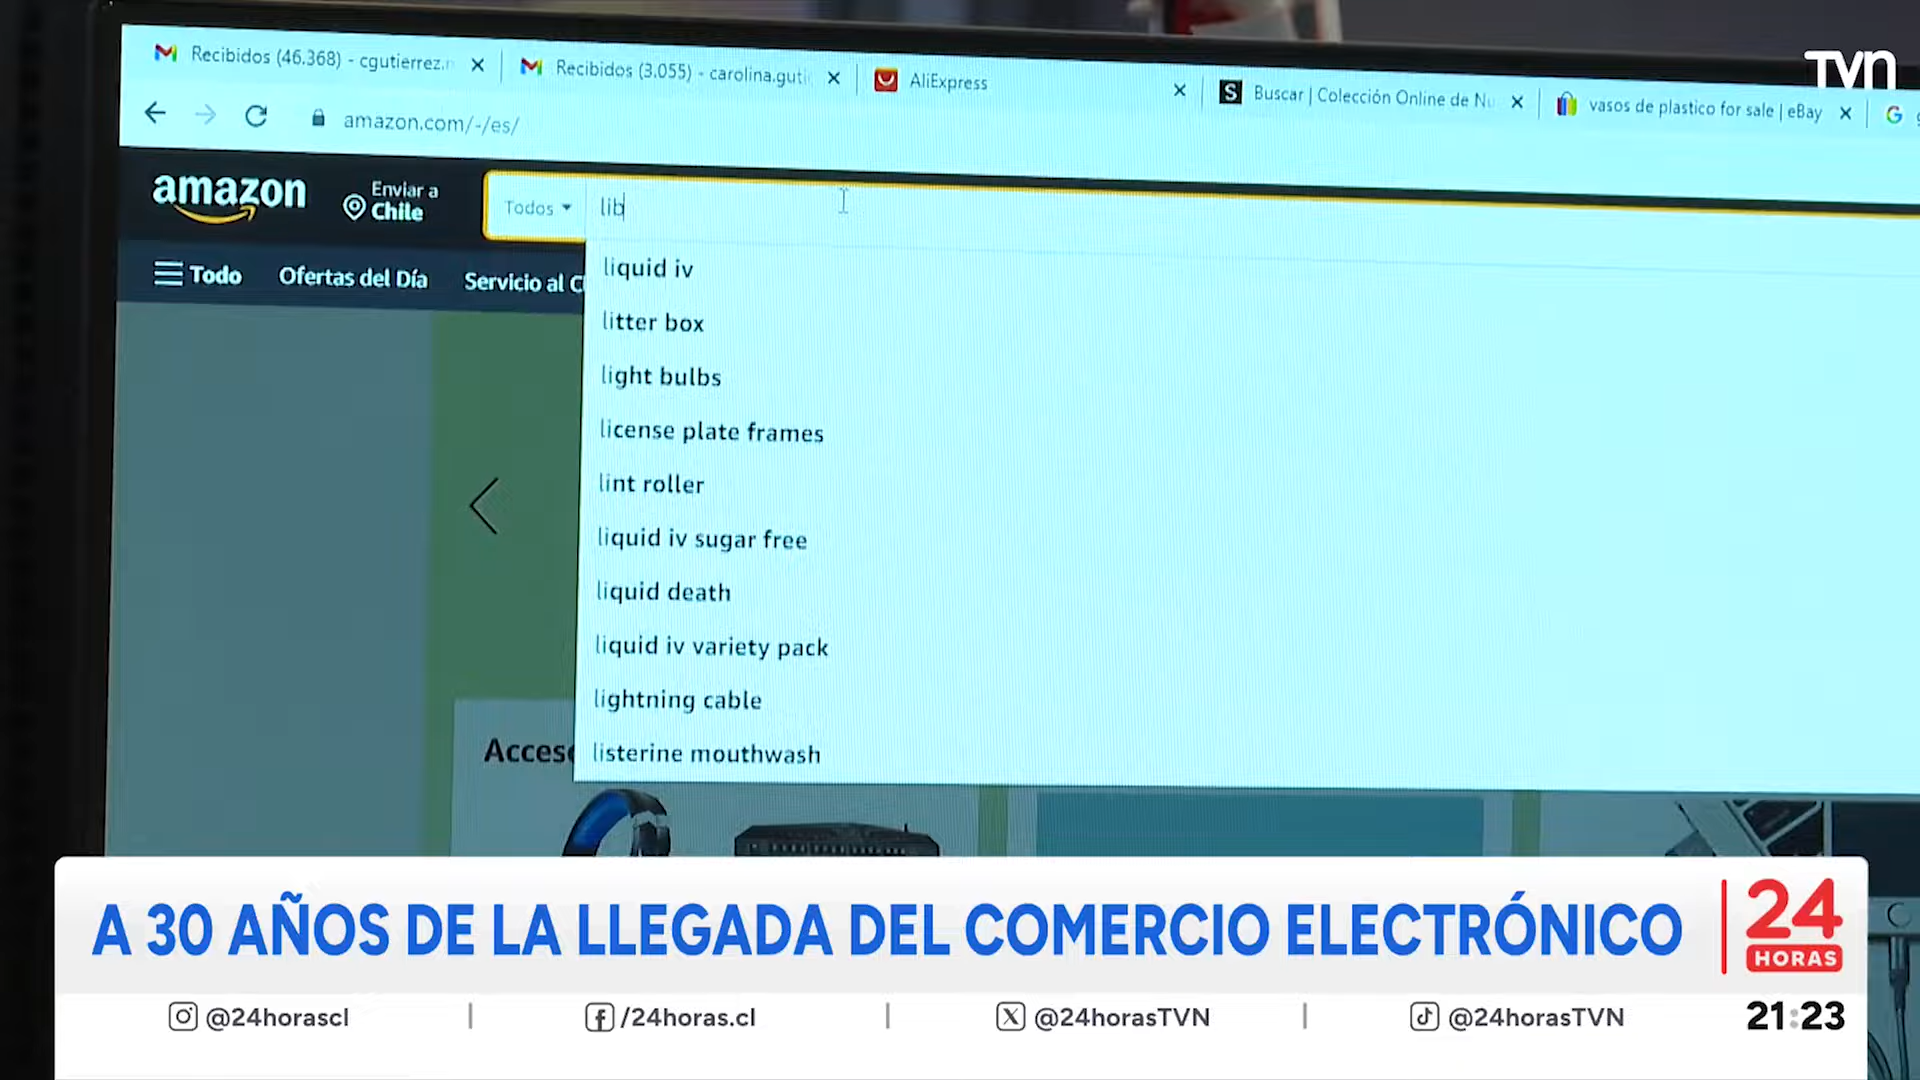 Recibidos (46.368) - cgutierrez.
Recibidos (3.055) - carolina.guti
AliExpress
S
Buscar | Colección Online de Nu
vasos de plastico for sale | eBay
G
TVN
amazon.com/-/es/
amazon
Enviar a
Chile
Todos
lib
Todo
Ofertas del Día
Servicio al C
liquid iv
litter box
light bulbs
license plate frames
lint roller
liquid iv sugar free
liquid death
liquid iv variety pack
lightning cable
listerine mouthwash
Acceso
A 30 AÑOS DE LA LLEGADA DEL COMERCIO ELECTRÓNICO
24
HORAS
@24horascl | /24horas.cl | @24horasTVN | @24horasTVN
21:23